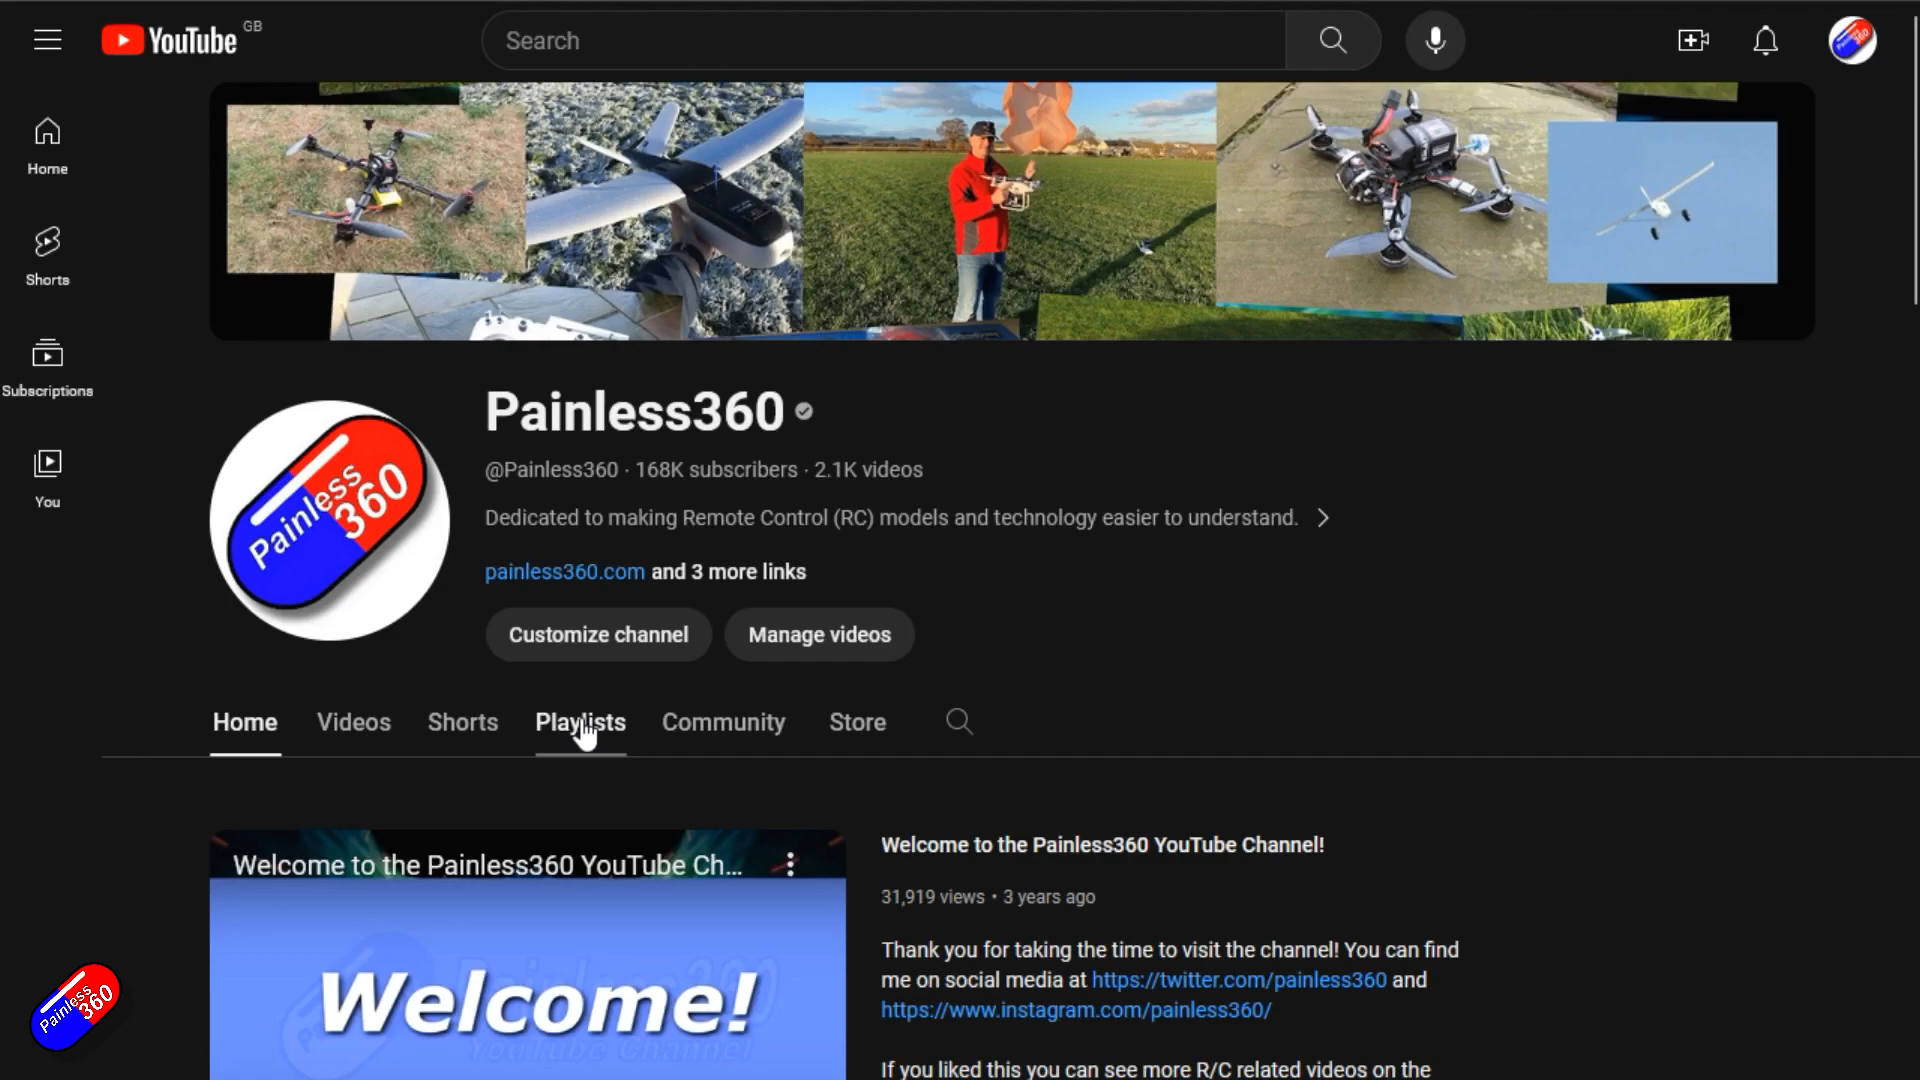 YouTube GB
Search
Home
Shorts
Subscriptions
You
Painless360
@Painless360 · 168K subscribers · 2.1K videos
Dedicated to making Remote Control (RC) models and technology easier to understand.
painless360.com and 3 more links
Customize channel Manage videos
Painless
360
Home Videos Shorts Playlists Community Store
Welcome to the Painless360 YouTube Ch...
Welcome!
YouTube Channel
Welcome to the Painless360 YouTube Channel!
31,919 views • 3 years ago
Thank you for taking the time to visit the channel! You can find
me on social media at https://twitter.com/painless360 and
https://www.instagram.com/painless360/
If you liked this you can see more R/C related videos on the
Painless
360